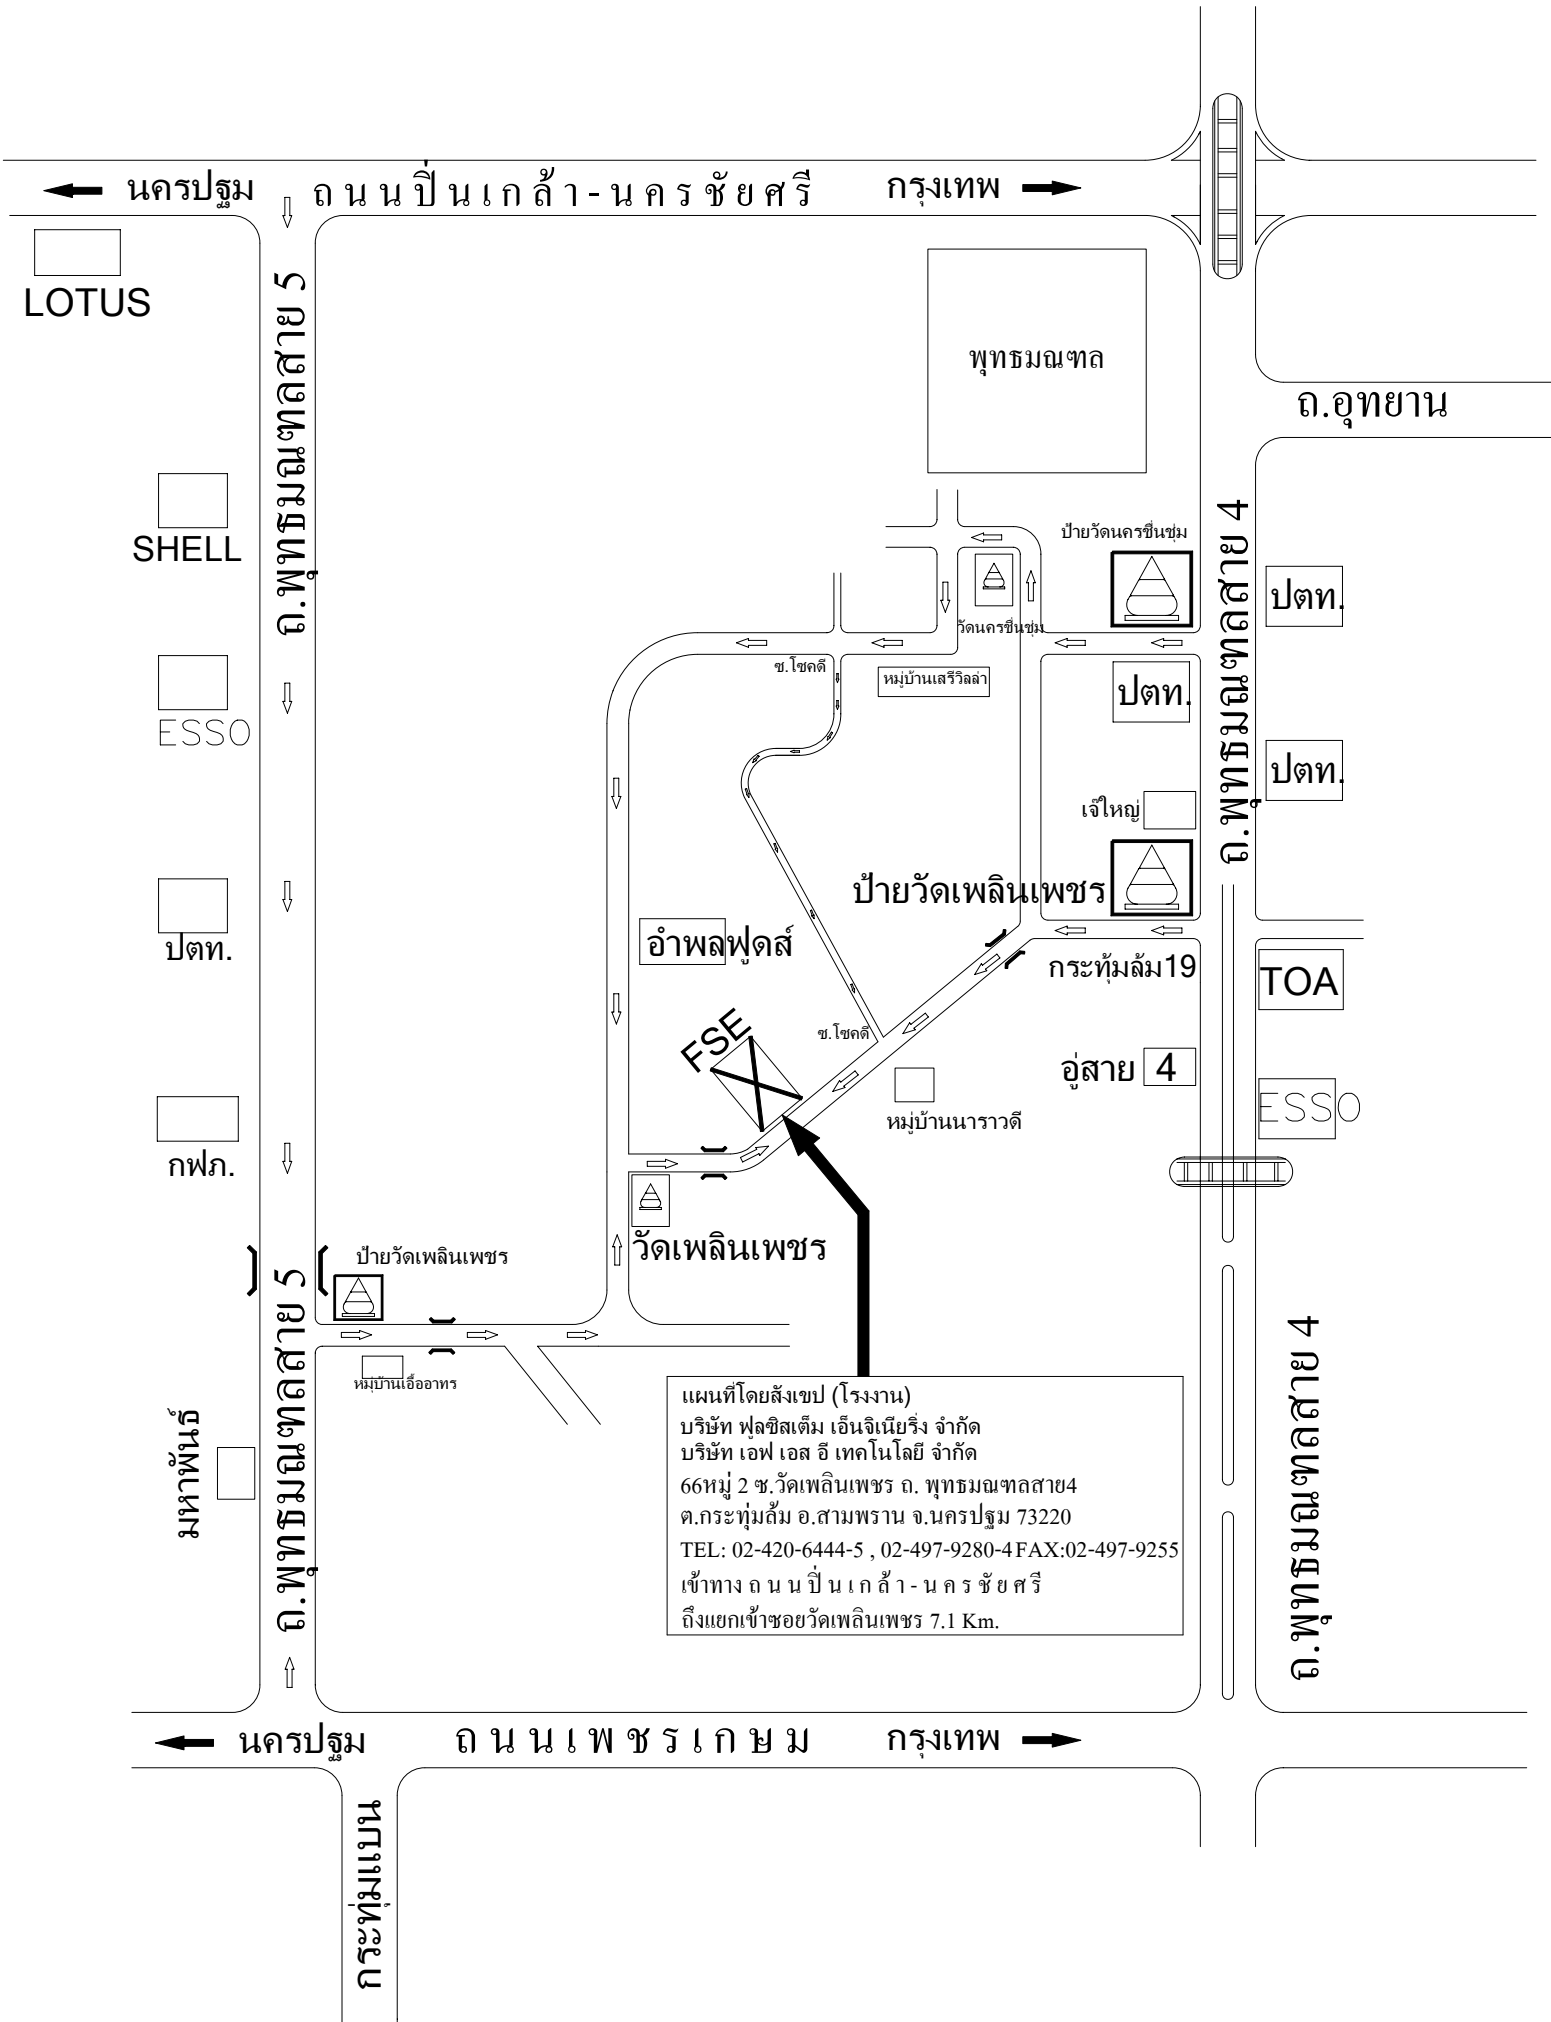 นครปฐม
ถนนปิ่นเกล้า-นครชัยศรี
กรุงเทพ
LOTUS
ถ.พุทธมณฑลสาย 5
พุทธมณฑล
ถ.อุทยาน
SHELL
ป้ายวัดนครชื่นชุ่ม
ถ.พุทธมณฑลสาย 4
ปตท.
วัดนครชื่นชุ่ม
ซ.โชคดี
หมู่บ้านเสรีวิลล่า
ปตท.
ESSO
ปตท.
เจ๊ใหญ่
ป้ายวัดเพลินเพชร
ปตท.
อำพลฟูดส์
กระทุ้มล้ม19
TOA
FSE
ซ.โชคดี
อู่สาย 4
ESSO
หมู่บ้านนาราวดี
กฟภ.
วัดเพลินเพชร
ป้ายวัดเพลินเพชร
ถ.พุทธมณฑลสาย 5
หมู่บ้านเอื้ออาทร
มหาพันธ์
ถ.พุทธมณฑลสาย 4
แผนที่โดยสังเขป (โรงงาน)
บริษัท ฟูลซิสเต็ม เอ็นจิเนียริ่ง จำกัด
บริษัท เอฟ เอส อี เทคโนโลยี จำกัด
66หมู่ 2 ซ.วัดเพลินเพชร ถ. พุทธมณฑลสาย4
ต.กระทุ่มล้ม อ.สามพราน จ.นครปฐม 73220
TEL: 02-420-6444-5 , 02-497-9280-4 FAX:02-497-9255
เข้าทาง ถนนปิ่นเกล้า-นครชัยศรี
ถึงแยกเข้าซอยวัดเพลินเพชร 7.1 Km.
นครปฐม
ถนนเพชรเกษม
กรุงเทพ
กระทุ่มแบน